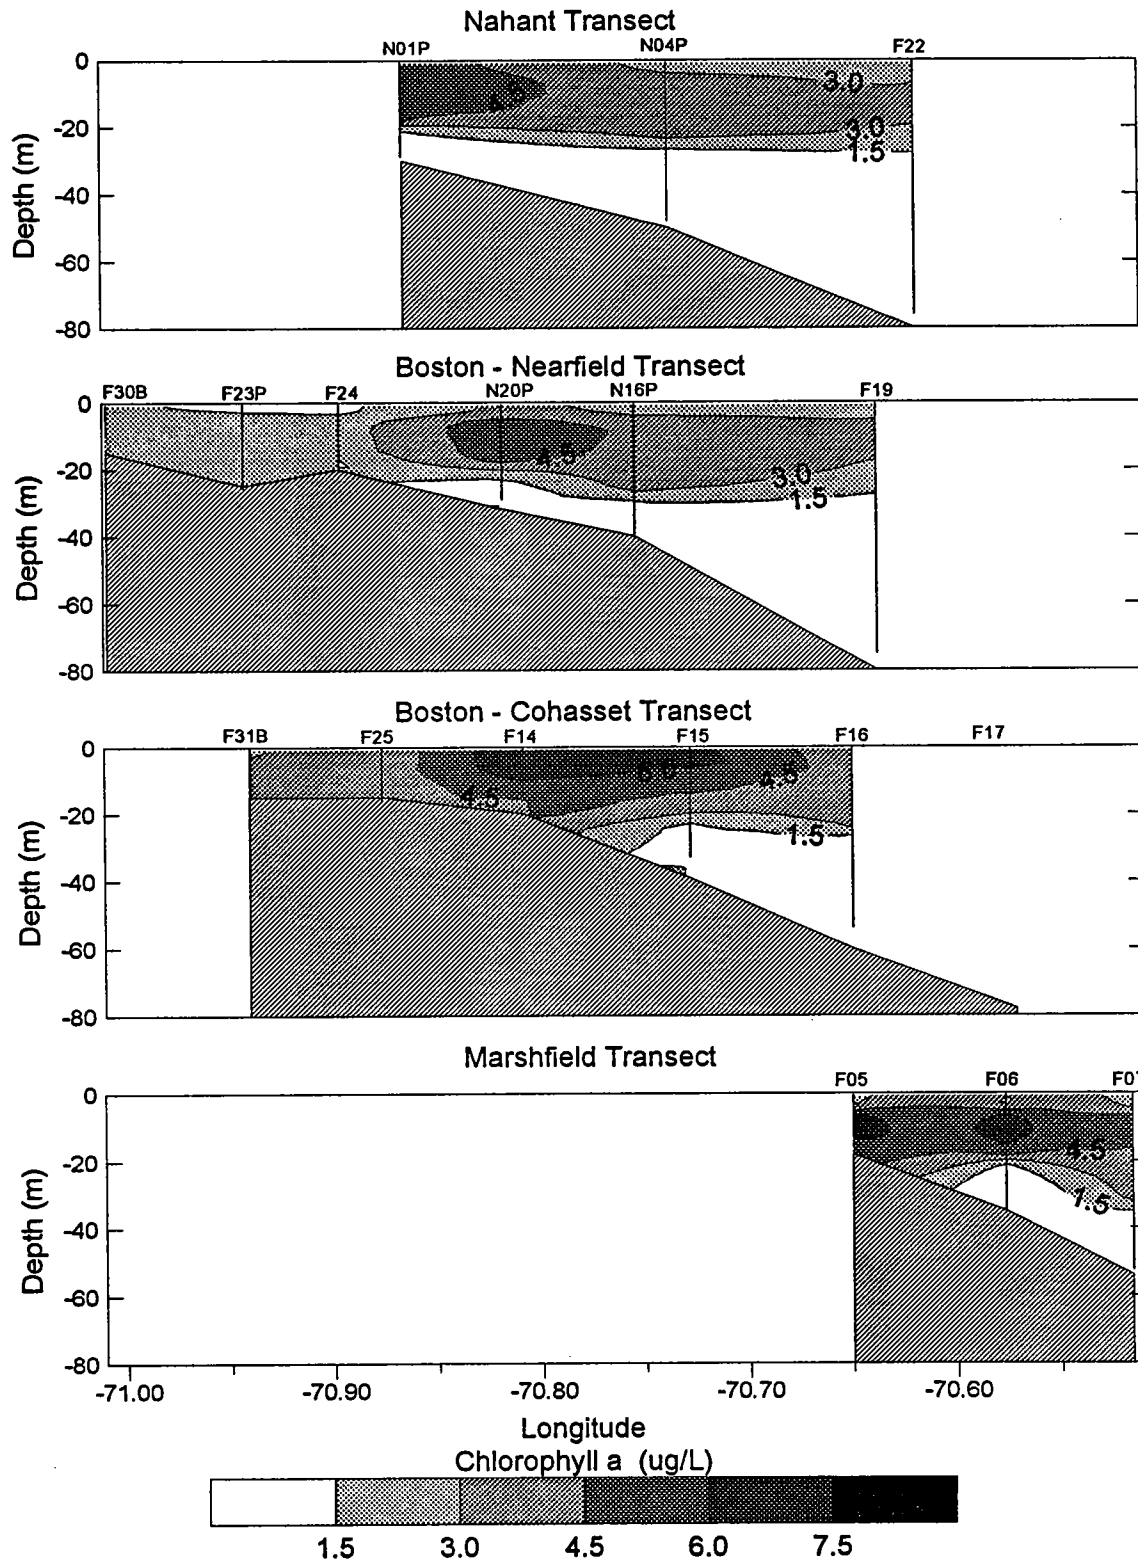 Nahant Transect
N01P N04P F22
0
-20
-40
-60
-80
Depth (m)
4.5
3.0
3.0
1.5
Boston - Nearfield Transect
F30B F23P F24 N20P N16P F19
0
-20
-40
-60
-80
Depth (m)
4.5
3.0
1.5
Boston - Cohasset Transect
F31B F25 F14 F15 F16 F17
0
-20
-40
-60
-80
Depth (m)
6.0
4.5
4.5
1.5
Marshfield Transect
F05 F06 F07
0
-20
-40
-60
-80
Depth (m)
4.5
1.5
-71.00 -70.90 -70.80 -70.70 -70.60
Longitude
Chlorophyll a (ug/L)
1.5 3.0 4.5 6.0 7.5